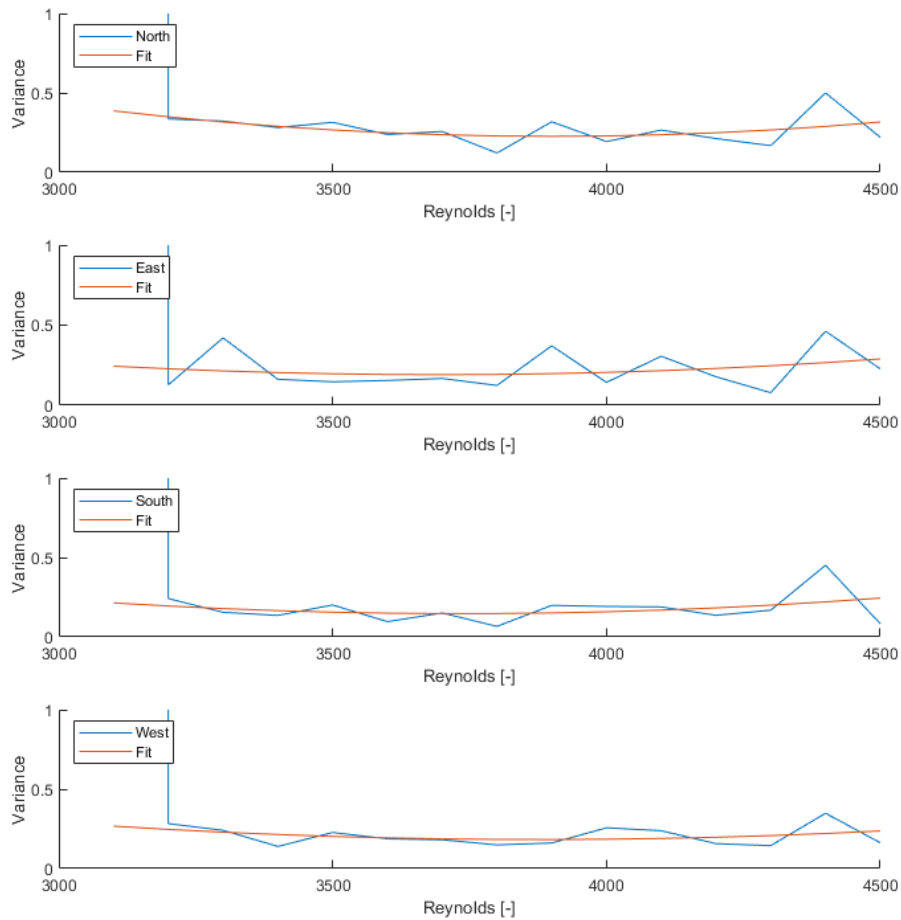 1
North
Fit
0.5
Variance
0
3000
3500
4000
4500
Reynolds [-]
1
East
Fit
0.5
Variance
0
3000
3500
4000
4500
Reynolds [-]
1
South
Fit
0.5
Variance
0
3000
3500
4000
4500
Reynolds [-]
1
West
Fit
0.5
Variance
0
3000
3500
4000
4500
Reynolds [-]